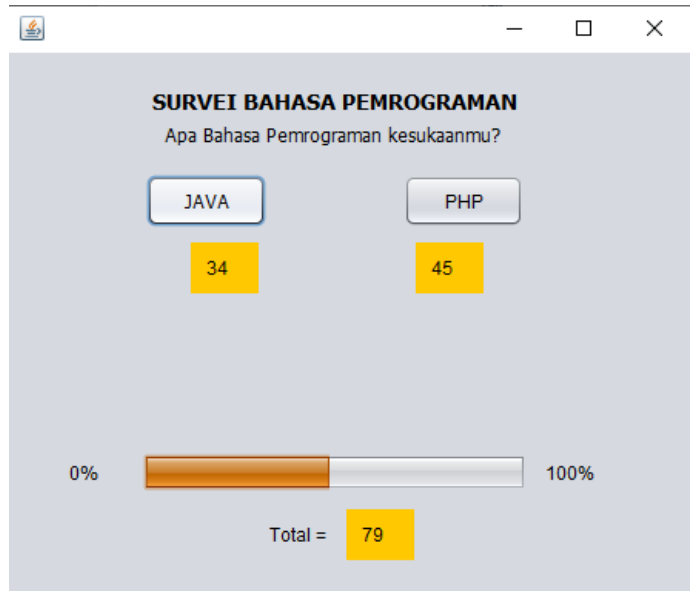 SURVEI BAHASA PEMROGRAMAN
Apa Bahasa Pemrograman kesukaanmu?
JAVA PHP
34 45
0% 100%
Total = 79